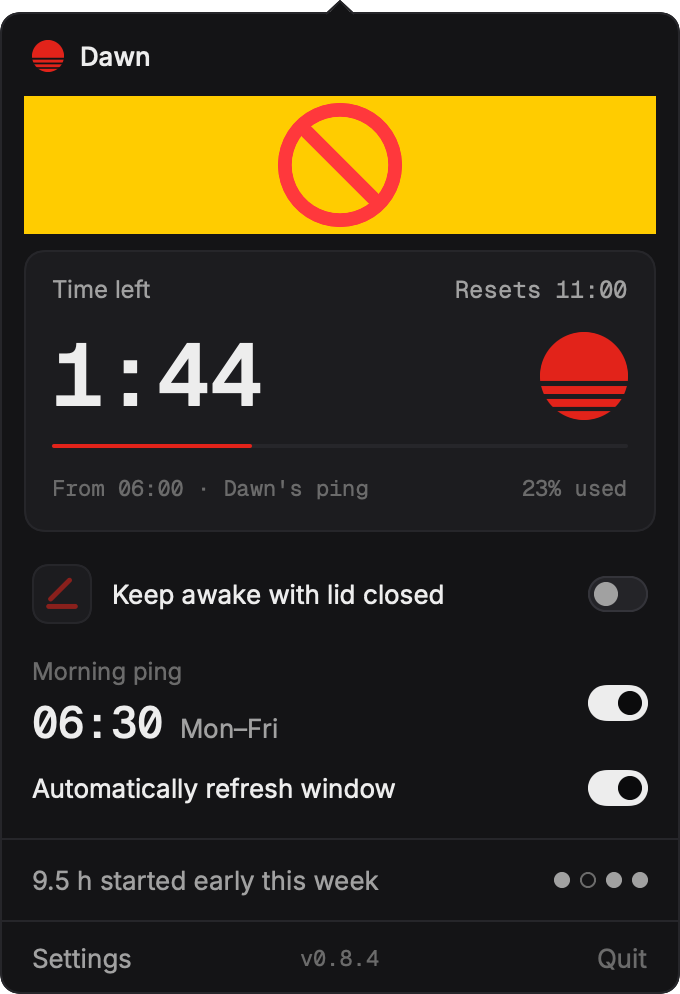 Dawn
Time left
Resets 11:00
1:44
From 06:00 · Dawn's ping
23% used
Keep awake with lid closed
Morning ping
06:30 Mon–Fri
Automatically refresh window
9.5 h started early this week
Settings
v0.8.4
Quit